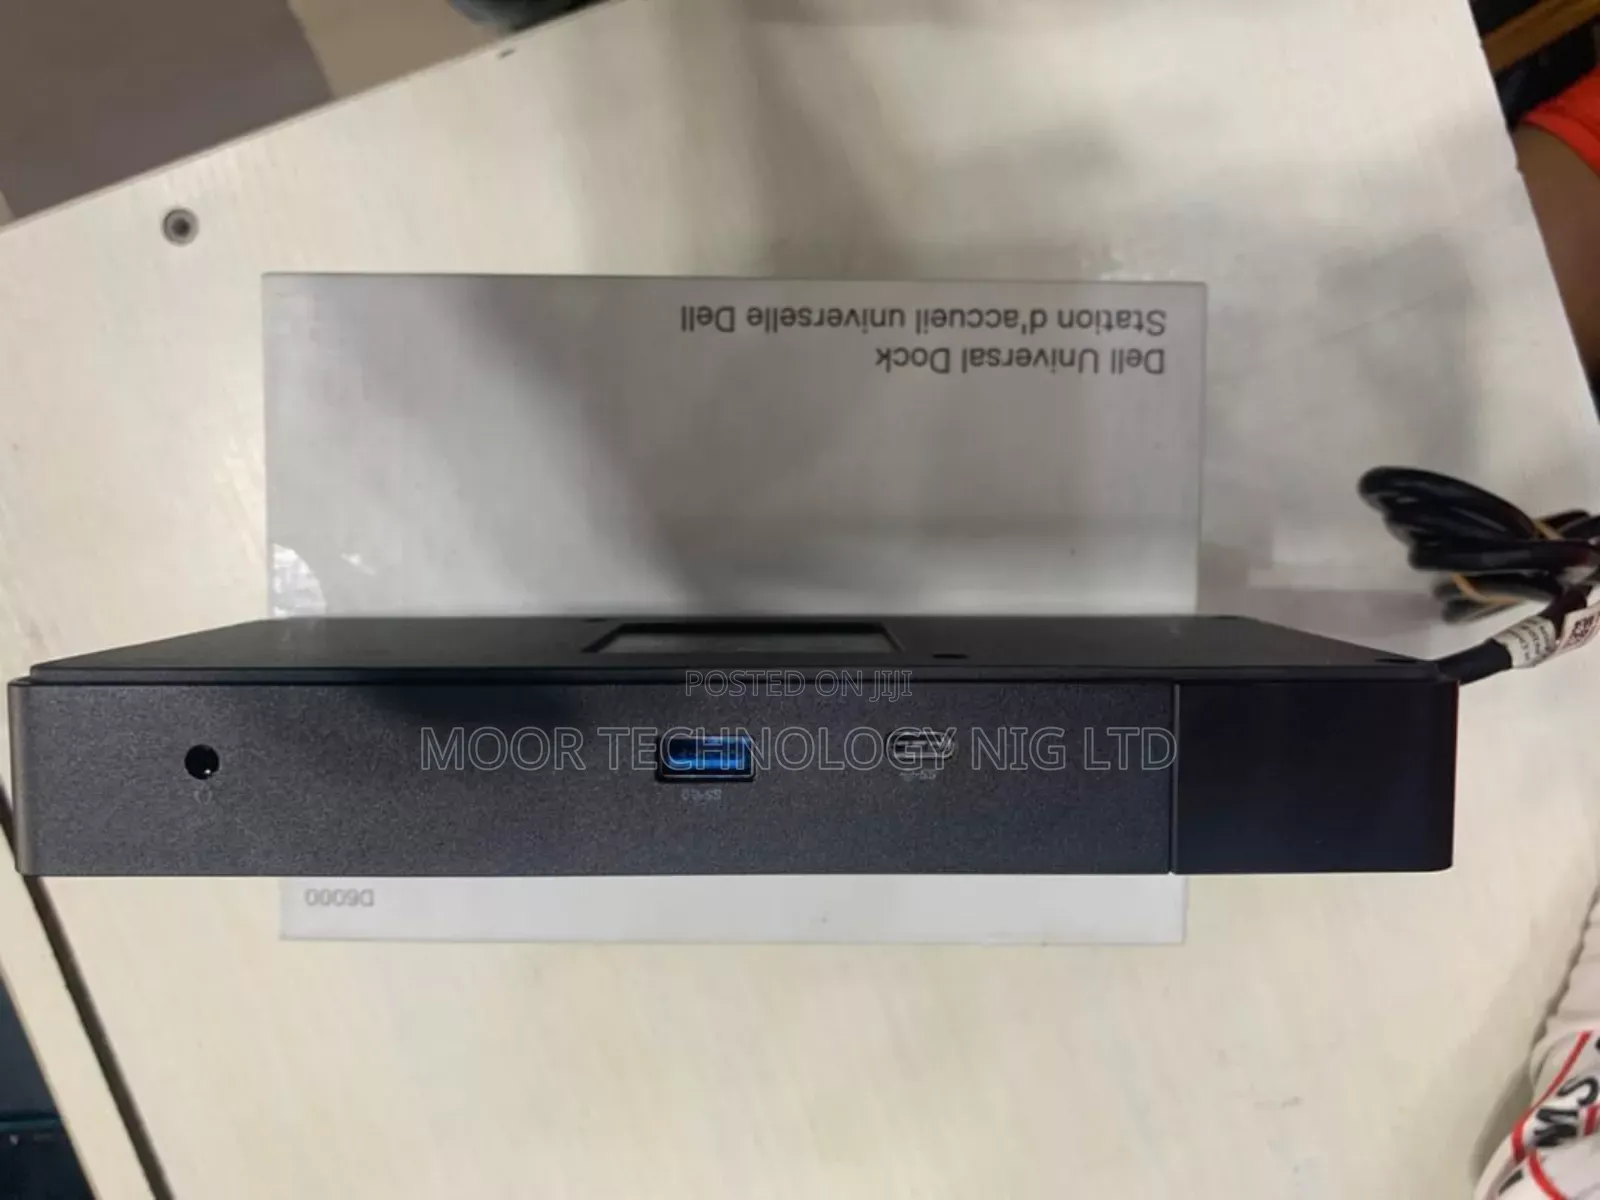 Dell Universal Dock
Station d'accueil universelle Dell
POSTED ON JIJI
MOOR TECHNOLOGY NIG LTD
D6000